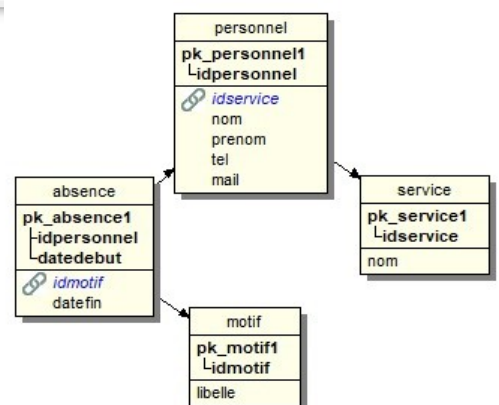 personnel
pk_personnel1
idpersonnel
idservice
nom
prenom
tel
mail
absence
pk_absence1
idpersonnel
datedebut
idmotif
datefin
service
pk_service1
idservice
nom
motif
pk_motif1
idmotif
libelle